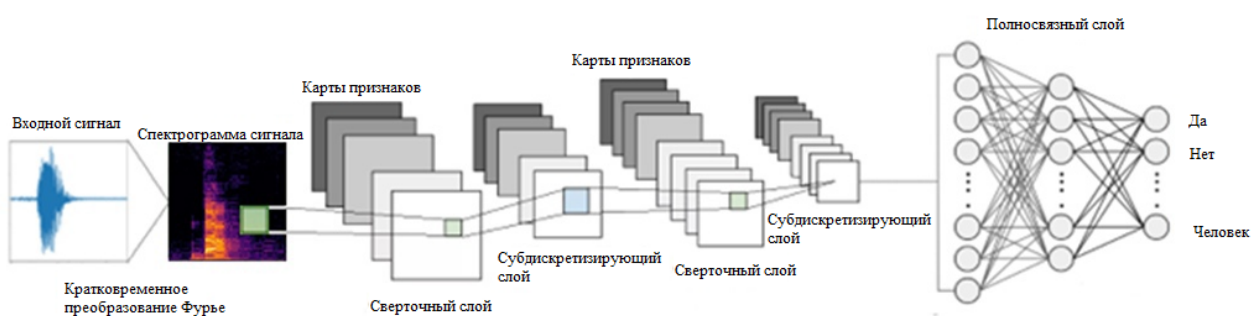 Полносвязный слой
Карты признаков
Карты признаков
Входной сигнал
Спектрограмма сигнала
Да
Нет
Человек
Субдискретизирующий
слой
Субдискретизирующий
слой
Сверточный слой
Кратковременное
преобразование Фурье
Сверточный слой